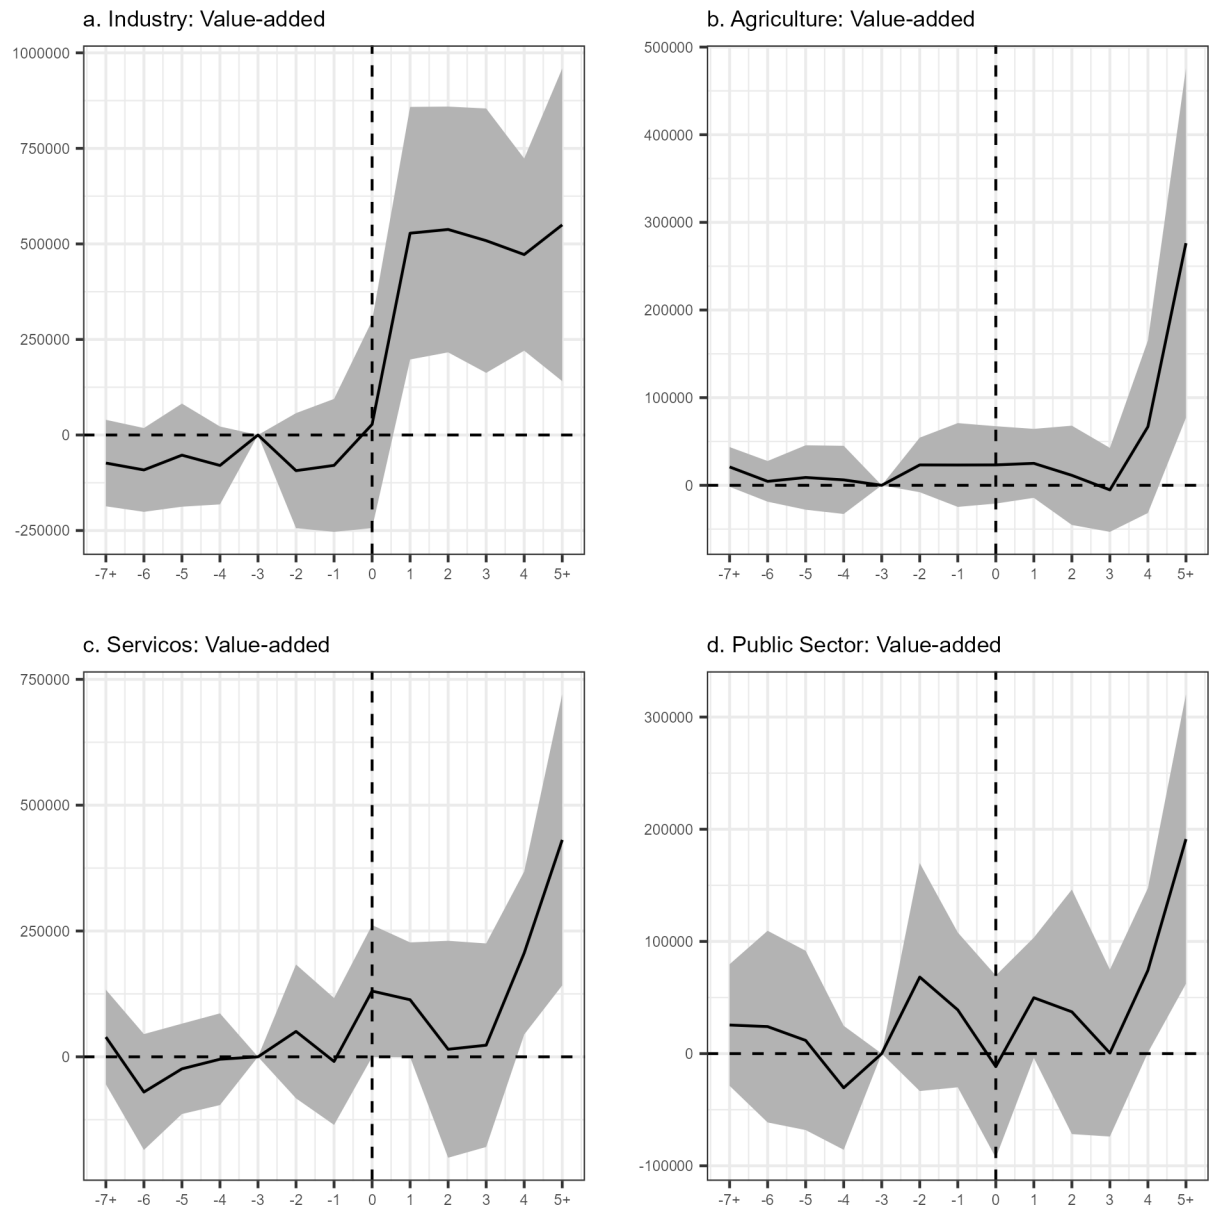 a. Industry: Value-added
1000000
750000
500000
250000
0
-250000
-7+ -6 -5 -4 -3 -2 -1 0 1 2 3 4 5+
b. Agriculture: Value-added
500000
400000
300000
200000
100000
0
-7+ -6 -5 -4 -3 -2 -1 0 1 2 3 4 5+
c. Servicos: Value-added
750000
500000
250000
0
-7+ -6 -5 -4 -3 -2 -1 0 1 2 3 4 5+
d. Public Sector: Value-added
300000
200000
100000
0
-100000
-7+ -6 -5 -4 -3 -2 -1 0 1 2 3 4 5+